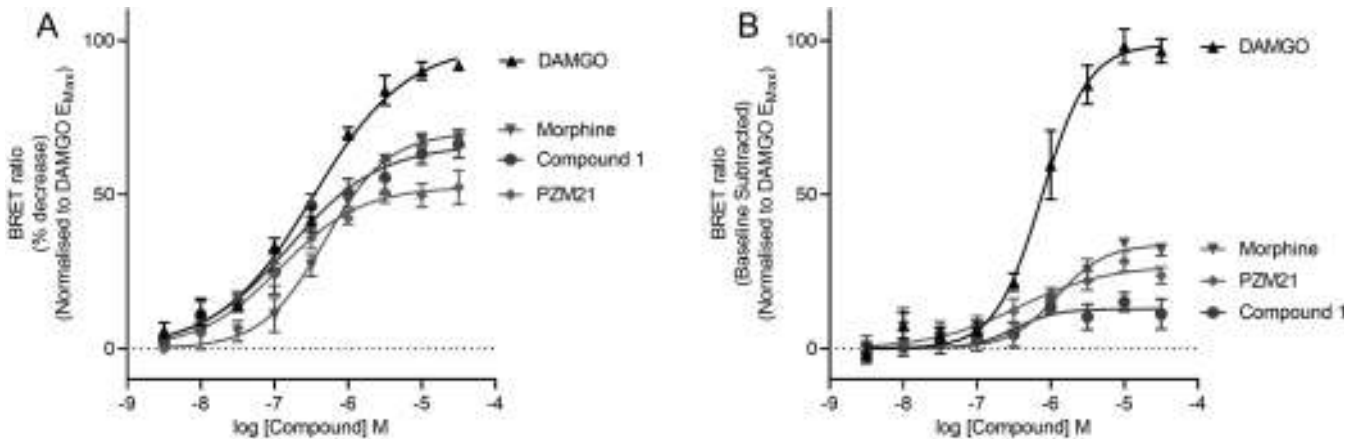 A
BRET ratio
(% decrease)
(Normalised to DAMGO EMax)
100
50
0
-9 -8 -7 -6 -5 -4
log [Compound] M
DAMGO
Morphine
Compound 1
PZM21
B
BRET ratio
(Baseline Subtracted)
(Normalised to DAMGO EMax)
100
50
0
-9 -8 -7 -6 -5 -4
log [Compound] M
DAMGO
Morphine
PZM21
Compound 1